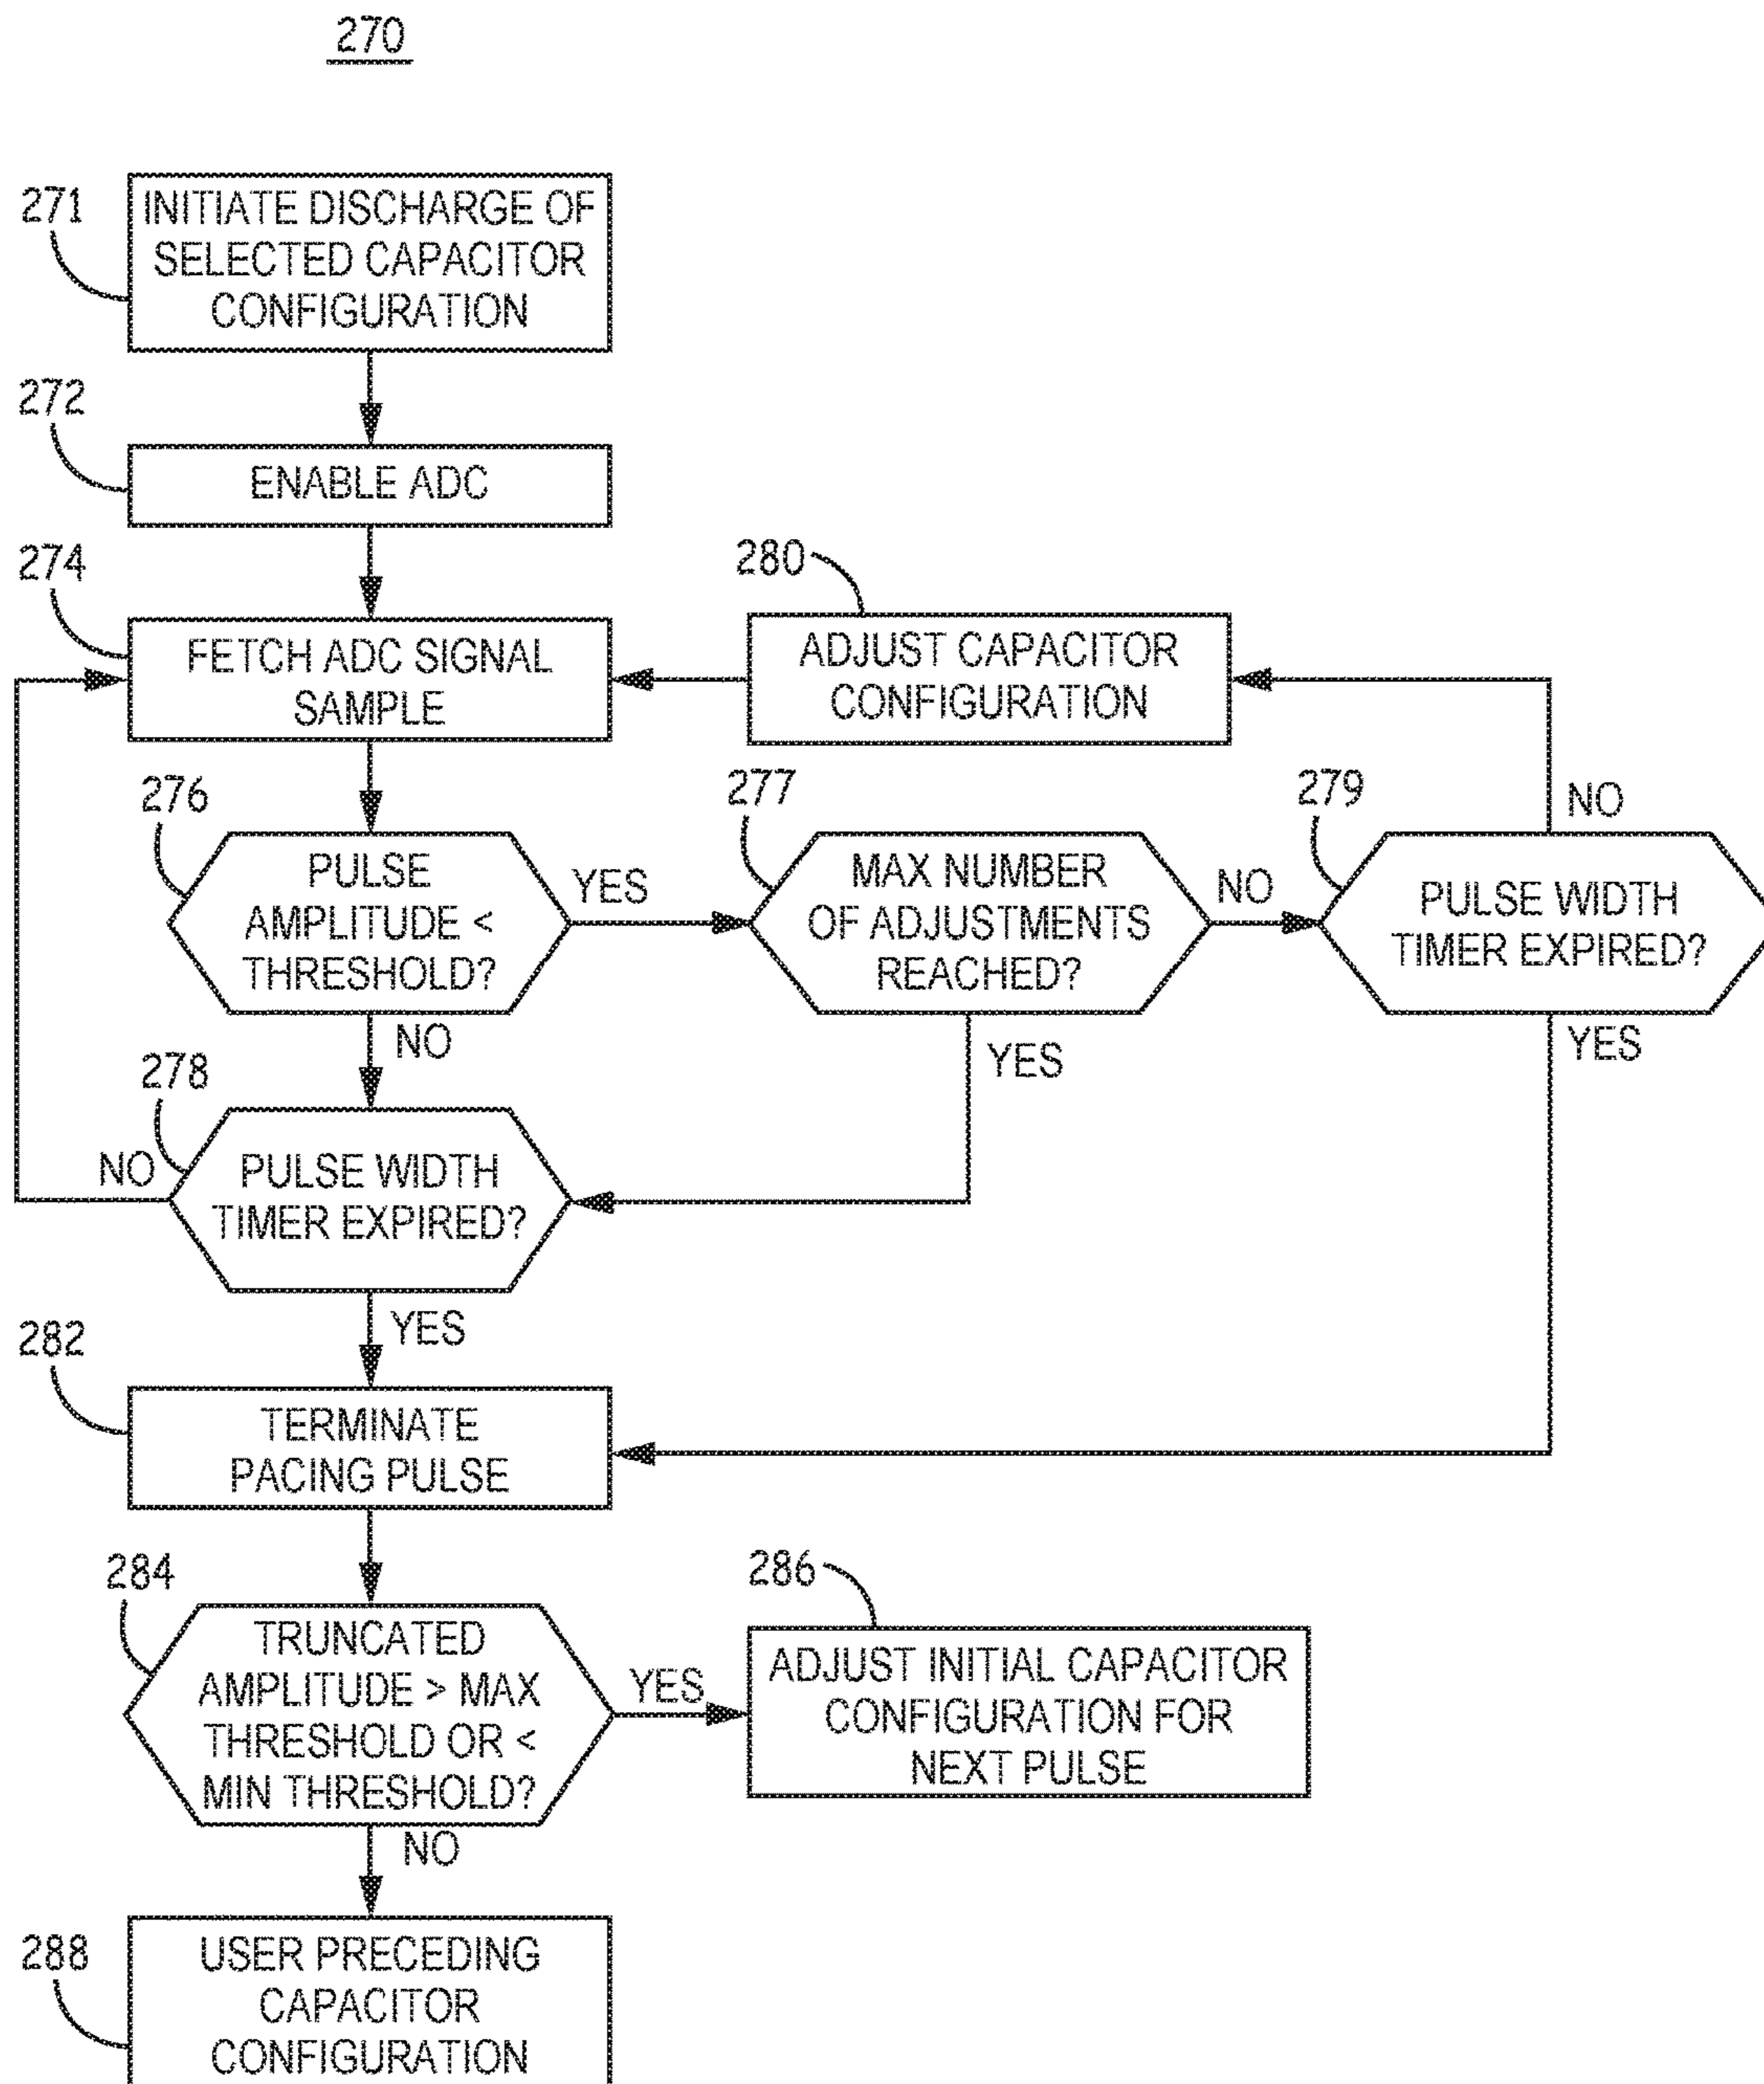 270
271
INITIATE DISCHARGE OF
SELECTED CAPACITOR
CONFIGURATION
272
ENABLE ADC
274
FETCH ADC SIGNAL
SAMPLE
280
ADJUST CAPACITOR
CONFIGURATION
276
PULSE
AMPLITUDE <
THRESHOLD?
YES
NO
277
MAX NUMBER
OF ADJUSTMENTS
REACHED?
NO
YES
279
PULSE WIDTH
TIMER EXPIRED?
NO
YES
278
PULSE WIDTH
TIMER EXPIRED?
NO
YES
282
TERMINATE
PACING PULSE
284
TRUNCATED
AMPLITUDE > MAX
THRESHOLD OR <
MIN THRESHOLD?
YES
NO
286
ADJUST INITIAL CAPACITOR
CONFIGURATION FOR
NEXT PULSE
288
USER PRECEDING
CAPACITOR
CONFIGURATION